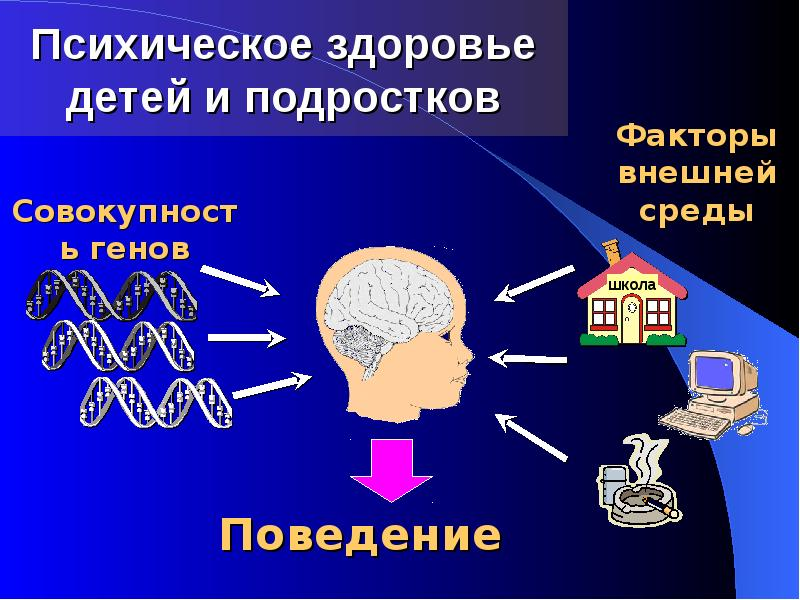 Психическое здоровье
детей и подростков
Факторы
внешней
среды
Совокупност
ь генов
школа
Поведение